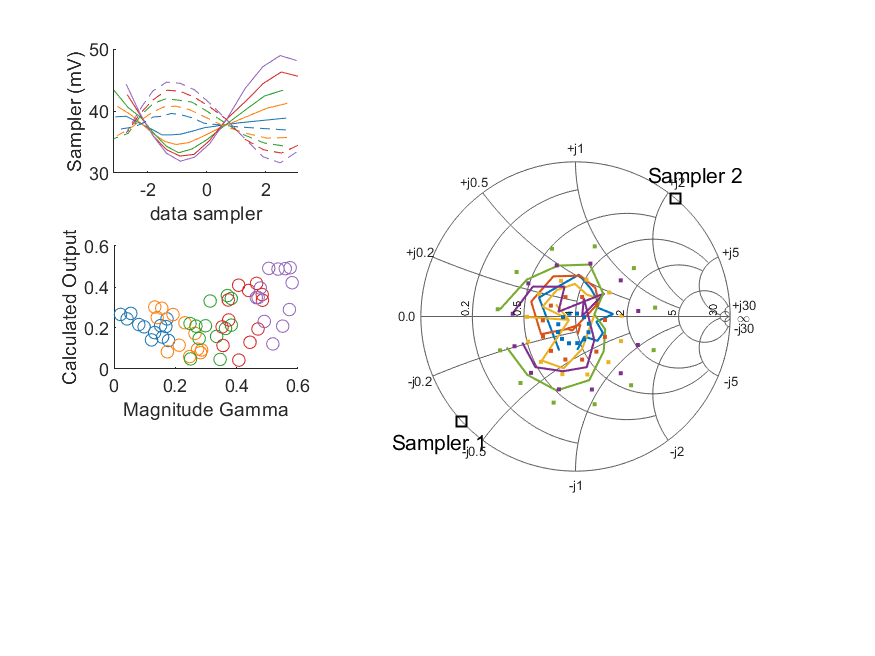 50
40
30
Sampler (mV)
-2
0
2
data sampler
0.6
0.4
0.2
0
Calculated Output
0
0.2
0.4
0.6
Magnitude Gamma
+j1
+j0.5
+j2
Sampler 2
+j0.2
+j5
0.0
0.2
0.5
1
2
5
30
+j30
∞
-j30
-j0.2
-j5
Sampler 1
-j0.5
-j2
-j1